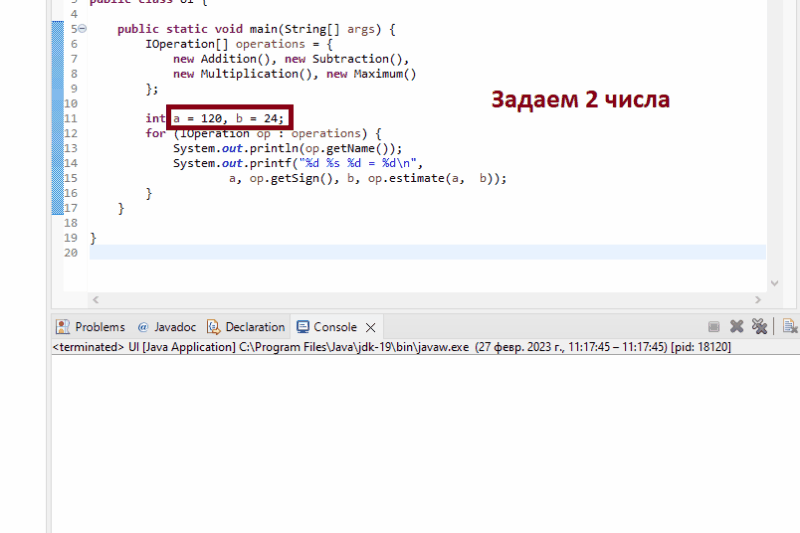 3 public class UI {
4
5 public static void main(String[] args) {
6 IOperation[] operations = {
7 new Addition(), new Subtraction(),
8 new Multiplication(), new Maximum()
9 };
10
11 int a = 120, b = 24;
12 for (IOperation op : operations) {
13 System.out.println(op.getName());
14 System.out.printf("%d %s %d = %d\n",
15 a, op.getSign(), b, op.estimate(a, b));
16 }
17 }
18
19 }
20
Задаем 2 числа
Problems @ Javadoc Declaration Console
<terminated> UI [Java Application] C:\Program Files\Java\jdk-19\bin\javaw.exe (27 февр. 2023 г., 11:17:45 – 11:17:45) [pid: 18120]